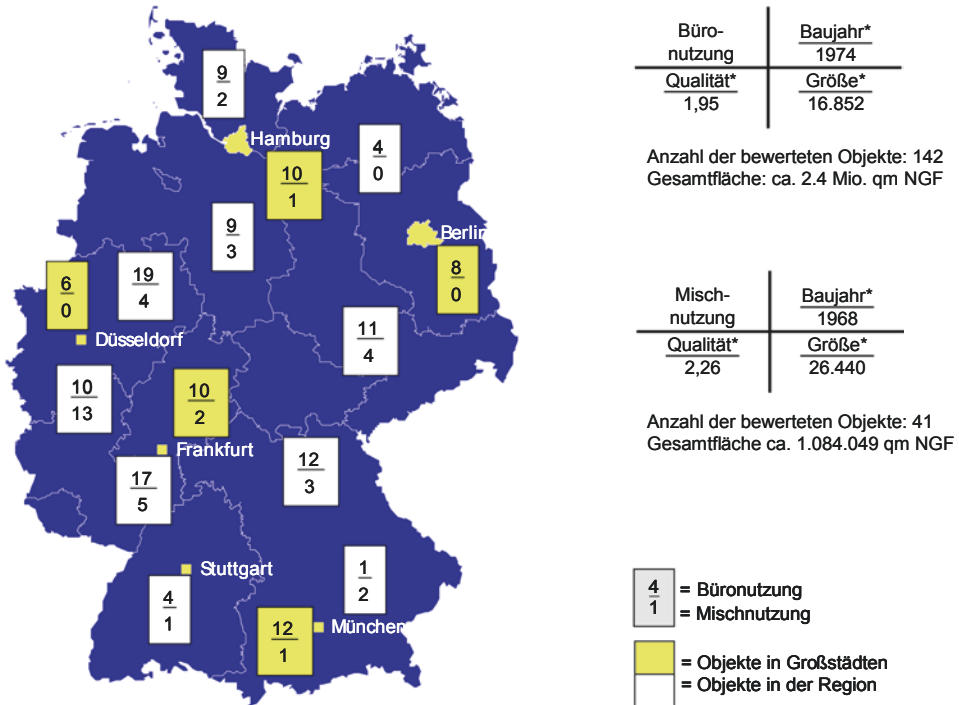 9
2
Hamburg
10
1
4
0
9
3
Berlin
8
0
19
4
6
0
Düsseldorf
11
4
10
13
10
2
Frankfurt
12
3
17
5
Stuttgart
4
1
1
2
12
1
München
Büro-
nutzung
Baujahr*
1974
Qualität*
1,95
Größe*
16.852
Anzahl der bewerteten Objekte: 142
Gesamtfläche: ca. 2.4 Mio. qm NGF
Misch-
nutzung
Baujahr*
1968
Qualität*
2,26
Größe*
26.440
Anzahl der bewerteten Objekte: 41
Gesamtfläche ca. 1.084.049 qm NGF
4
1
= Büronutzung
= Mischnutzung
= Objekte in Großstädten
= Objekte in der Region